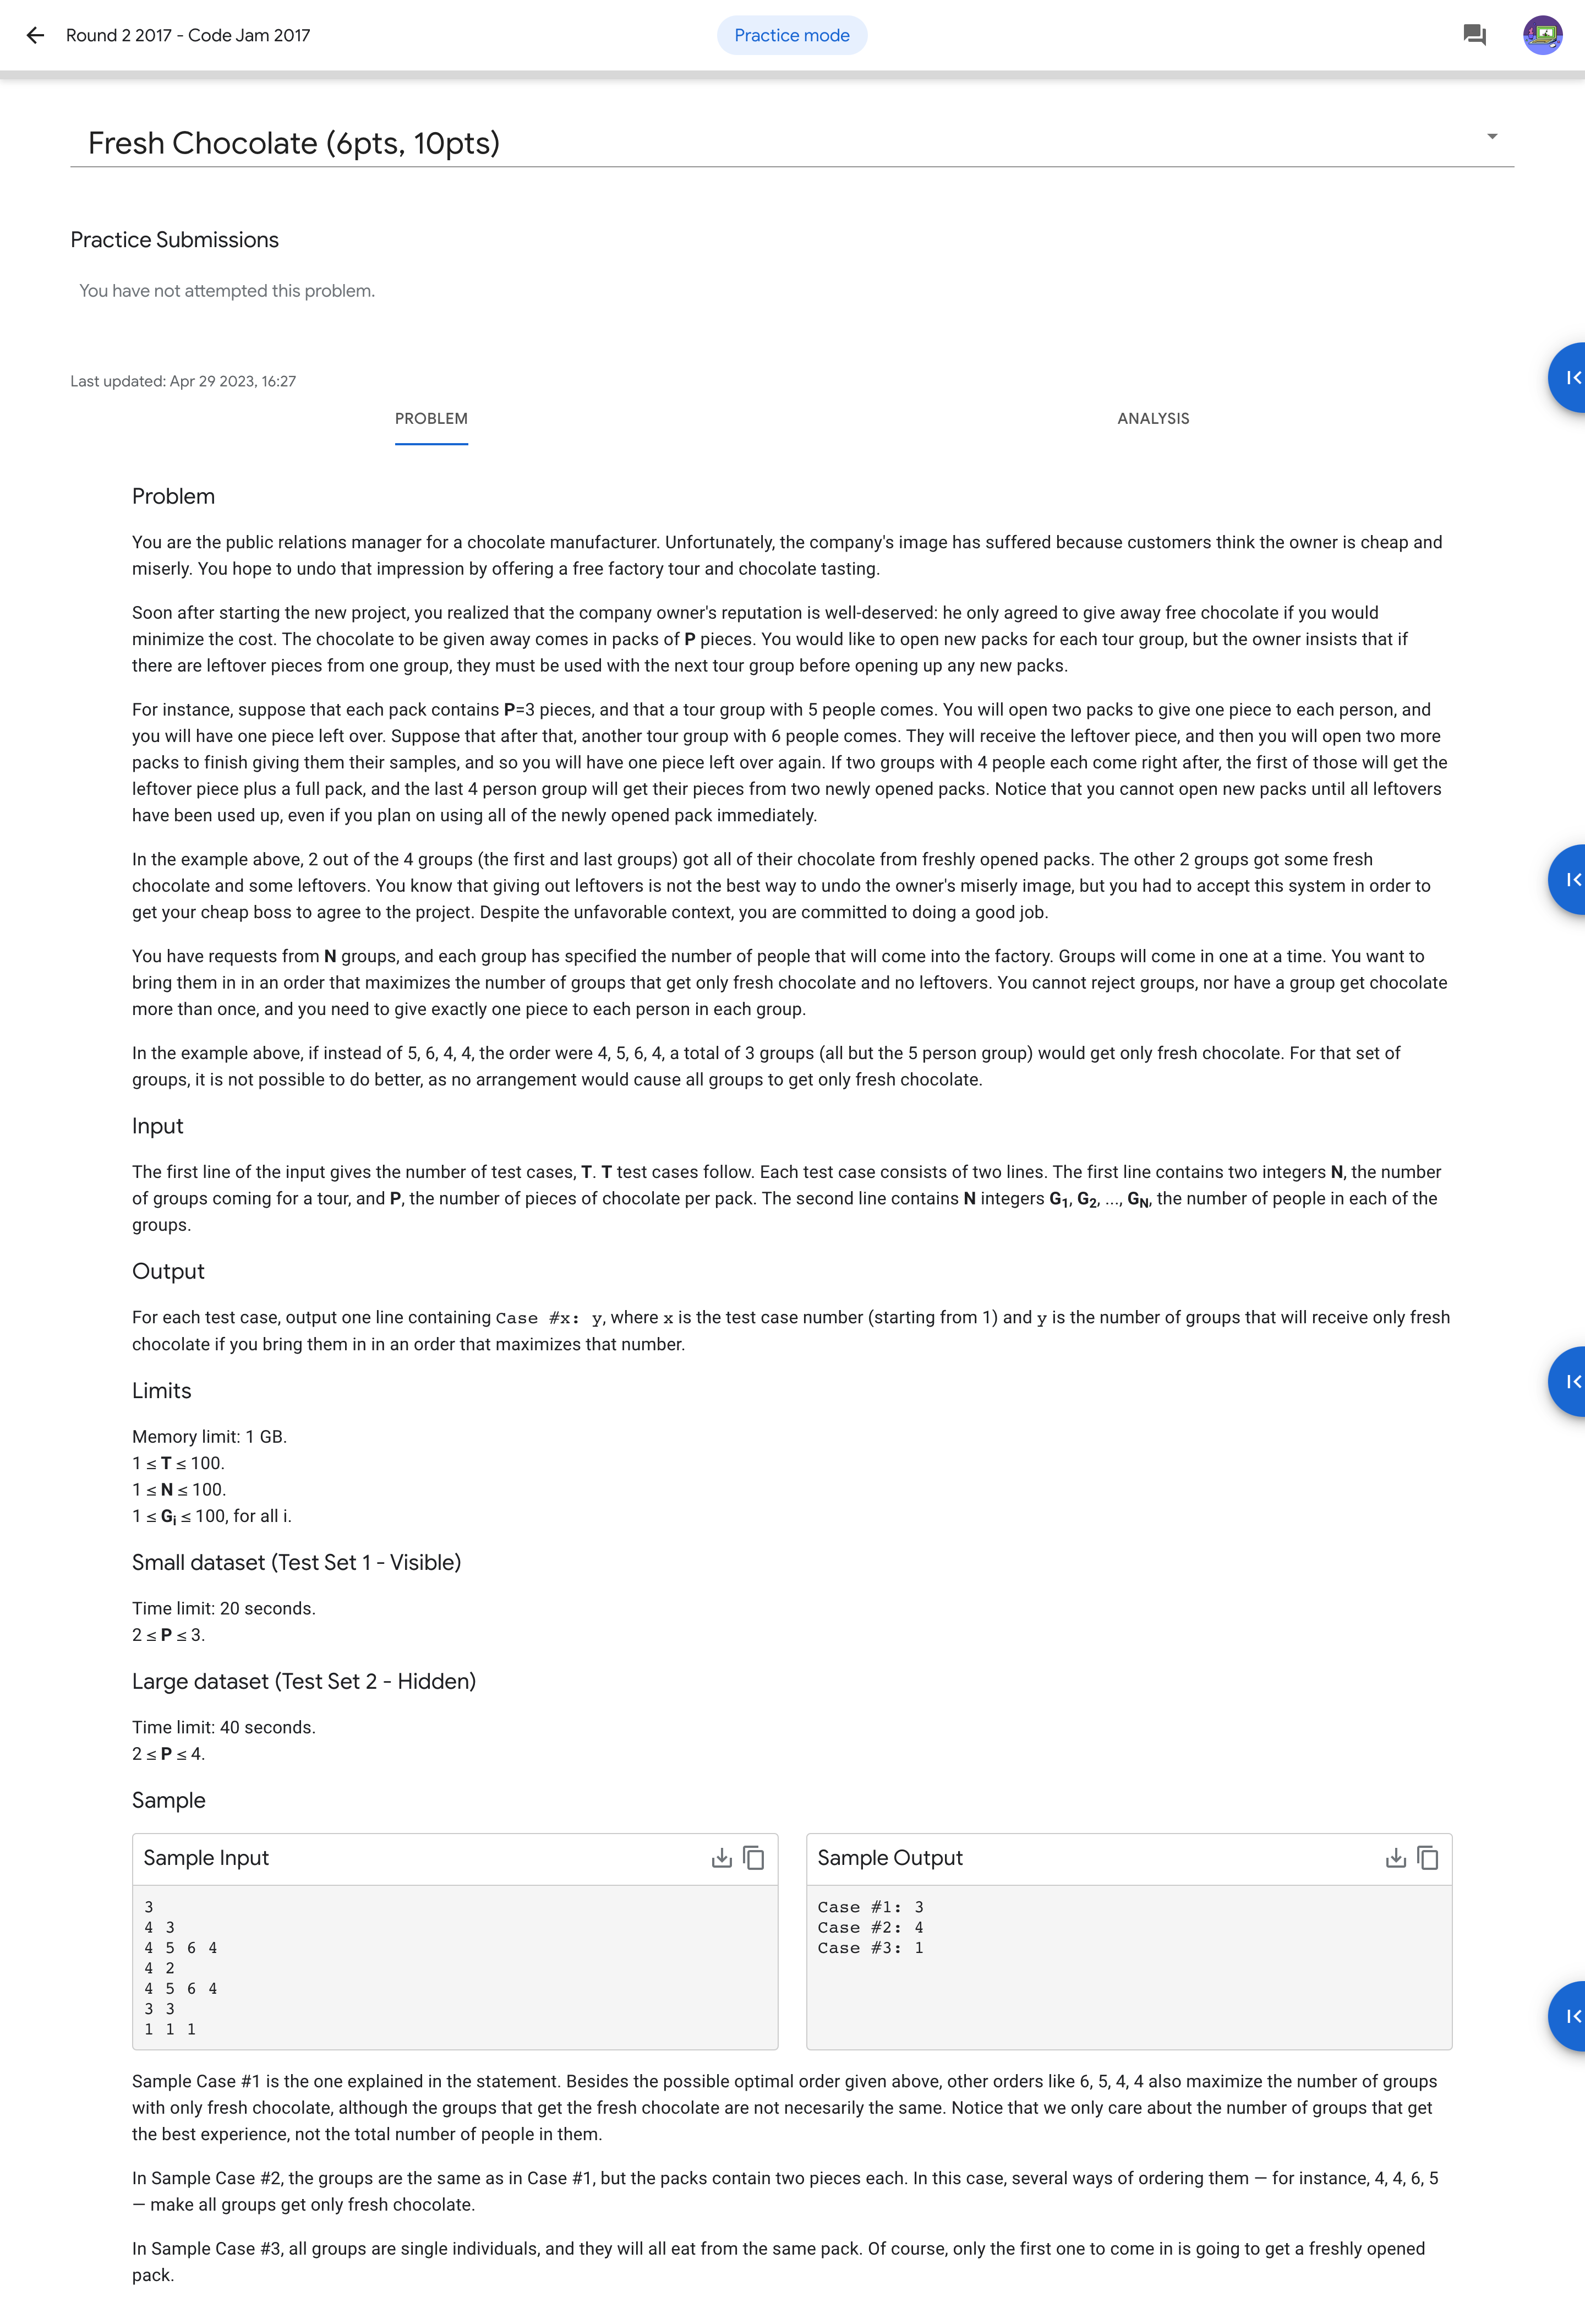 Round 2 2017 - Code Jam 2017
Practice mode
Fresh Chocolate (6pts, 10pts)
Practice Submissions
You have not attempted this problem.
Last updated: Apr 29 2023, 16:27
PROBLEM
ANALYSIS
Problem
You are the public relations manager for a chocolate manufacturer. Unfortunately, the company's image has suffered because customers think the owner is cheap and
miserly. You hope to undo that impression by offering a free factory tour and chocolate tasting.
Soon after starting the new project, you realized that the company owner's reputation is well-deserved: he only agreed to give away free chocolate if you would
minimize the cost. The chocolate to be given away comes in packs of P pieces. You would like to open new packs for each tour group, but the owner insists that if
there are leftover pieces from one group, they must be used with the next tour group before opening up any new packs.
For instance, suppose that each pack contains P=3 pieces, and that a tour group with 5 people comes. You will open two packs to give one piece to each person, and
you will have one piece left over. Suppose that after that, another tour group with 6 people comes. They will receive the leftover piece, and then you will open two more
packs to finish giving them their samples, and so you will have one piece left over again. If two groups with 4 people each come right after, the first of those will get the
leftover piece plus a full pack, and the last 4 person group will get their pieces from two newly opened packs. Notice that you cannot open new packs until all leftovers
have been used up, even if you plan on using all of the newly opened pack immediately.
In the example above, 2 out of the 4 groups (the first and last groups) got all of their chocolate from freshly opened packs. The other 2 groups got some fresh
chocolate and some leftovers. You know that giving out leftovers is not the best way to undo the owner's miserly image, but you had to accept this system in order to
get your cheap boss to agree to the project. Despite the unfavorable context, you are committed to doing a good job.
You have requests from N groups, and each group has specified the number of people that will come into the factory. Groups will come in one at a time. You want to
bring them in in an order that maximizes the number of groups that get only fresh chocolate and no leftovers. You cannot reject groups, nor have a group get chocolate
more than once, and you need to give exactly one piece to each person in each group.
In the example above, if instead of 5, 6, 4, 4, the order were 4, 5, 6, 4, a total of 3 groups (all but the 5 person group) would get only fresh chocolate. For that set of
groups, it is not possible to do better, as no arrangement would cause all groups to get only fresh chocolate.
Input
The first line of the input gives the number of test cases, T. T test cases follow. Each test case consists of two lines. The first line contains two integers N, the number
of groups coming for a tour, and P, the number of pieces of chocolate per pack. The second line contains N integers G1, G2, ..., GN, the number of people in each of the
groups.
Output
For each test case, output one line containing Case #x: y, where x is the test case number (starting from 1) and y is the number of groups that will receive only fresh
chocolate if you bring them in in an order that maximizes that number.
Limits
Memory limit: 1 GB.
1 ≤ T ≤ 100.
1 ≤ N ≤ 100.
1 ≤ Gi ≤ 100, for all i.
Small dataset (Test Set 1 - Visible)
Time limit: 20 seconds.
2 ≤ P ≤ 3.
Large dataset (Test Set 2 - Hidden)
Time limit: 40 seconds.
2 ≤ P ≤ 4.
Sample
Sample Input
3
4 3
4 5 6 4
4 2
4 5 6 4
3 3
1 1 1
Sample Output
Case #1: 3
Case #2: 4
Case #3: 1
Sample Case #1 is the one explained in the statement. Besides the possible optimal order given above, other orders like 6, 5, 4, 4 also maximize the number of groups
with only fresh chocolate, although the groups that get the fresh chocolate are not necesarily the same. Notice that we only care about the number of groups that get
the best experience, not the total number of people in them.
In Sample Case #2, the groups are the same as in Case #1, but the packs contain two pieces each. In this case, several ways of ordering them — for instance, 4, 4, 6, 5
— make all groups get only fresh chocolate.
In Sample Case #3, all groups are single individuals, and they will all eat from the same pack. Of course, only the first one to come in is going to get a freshly opened
pack.